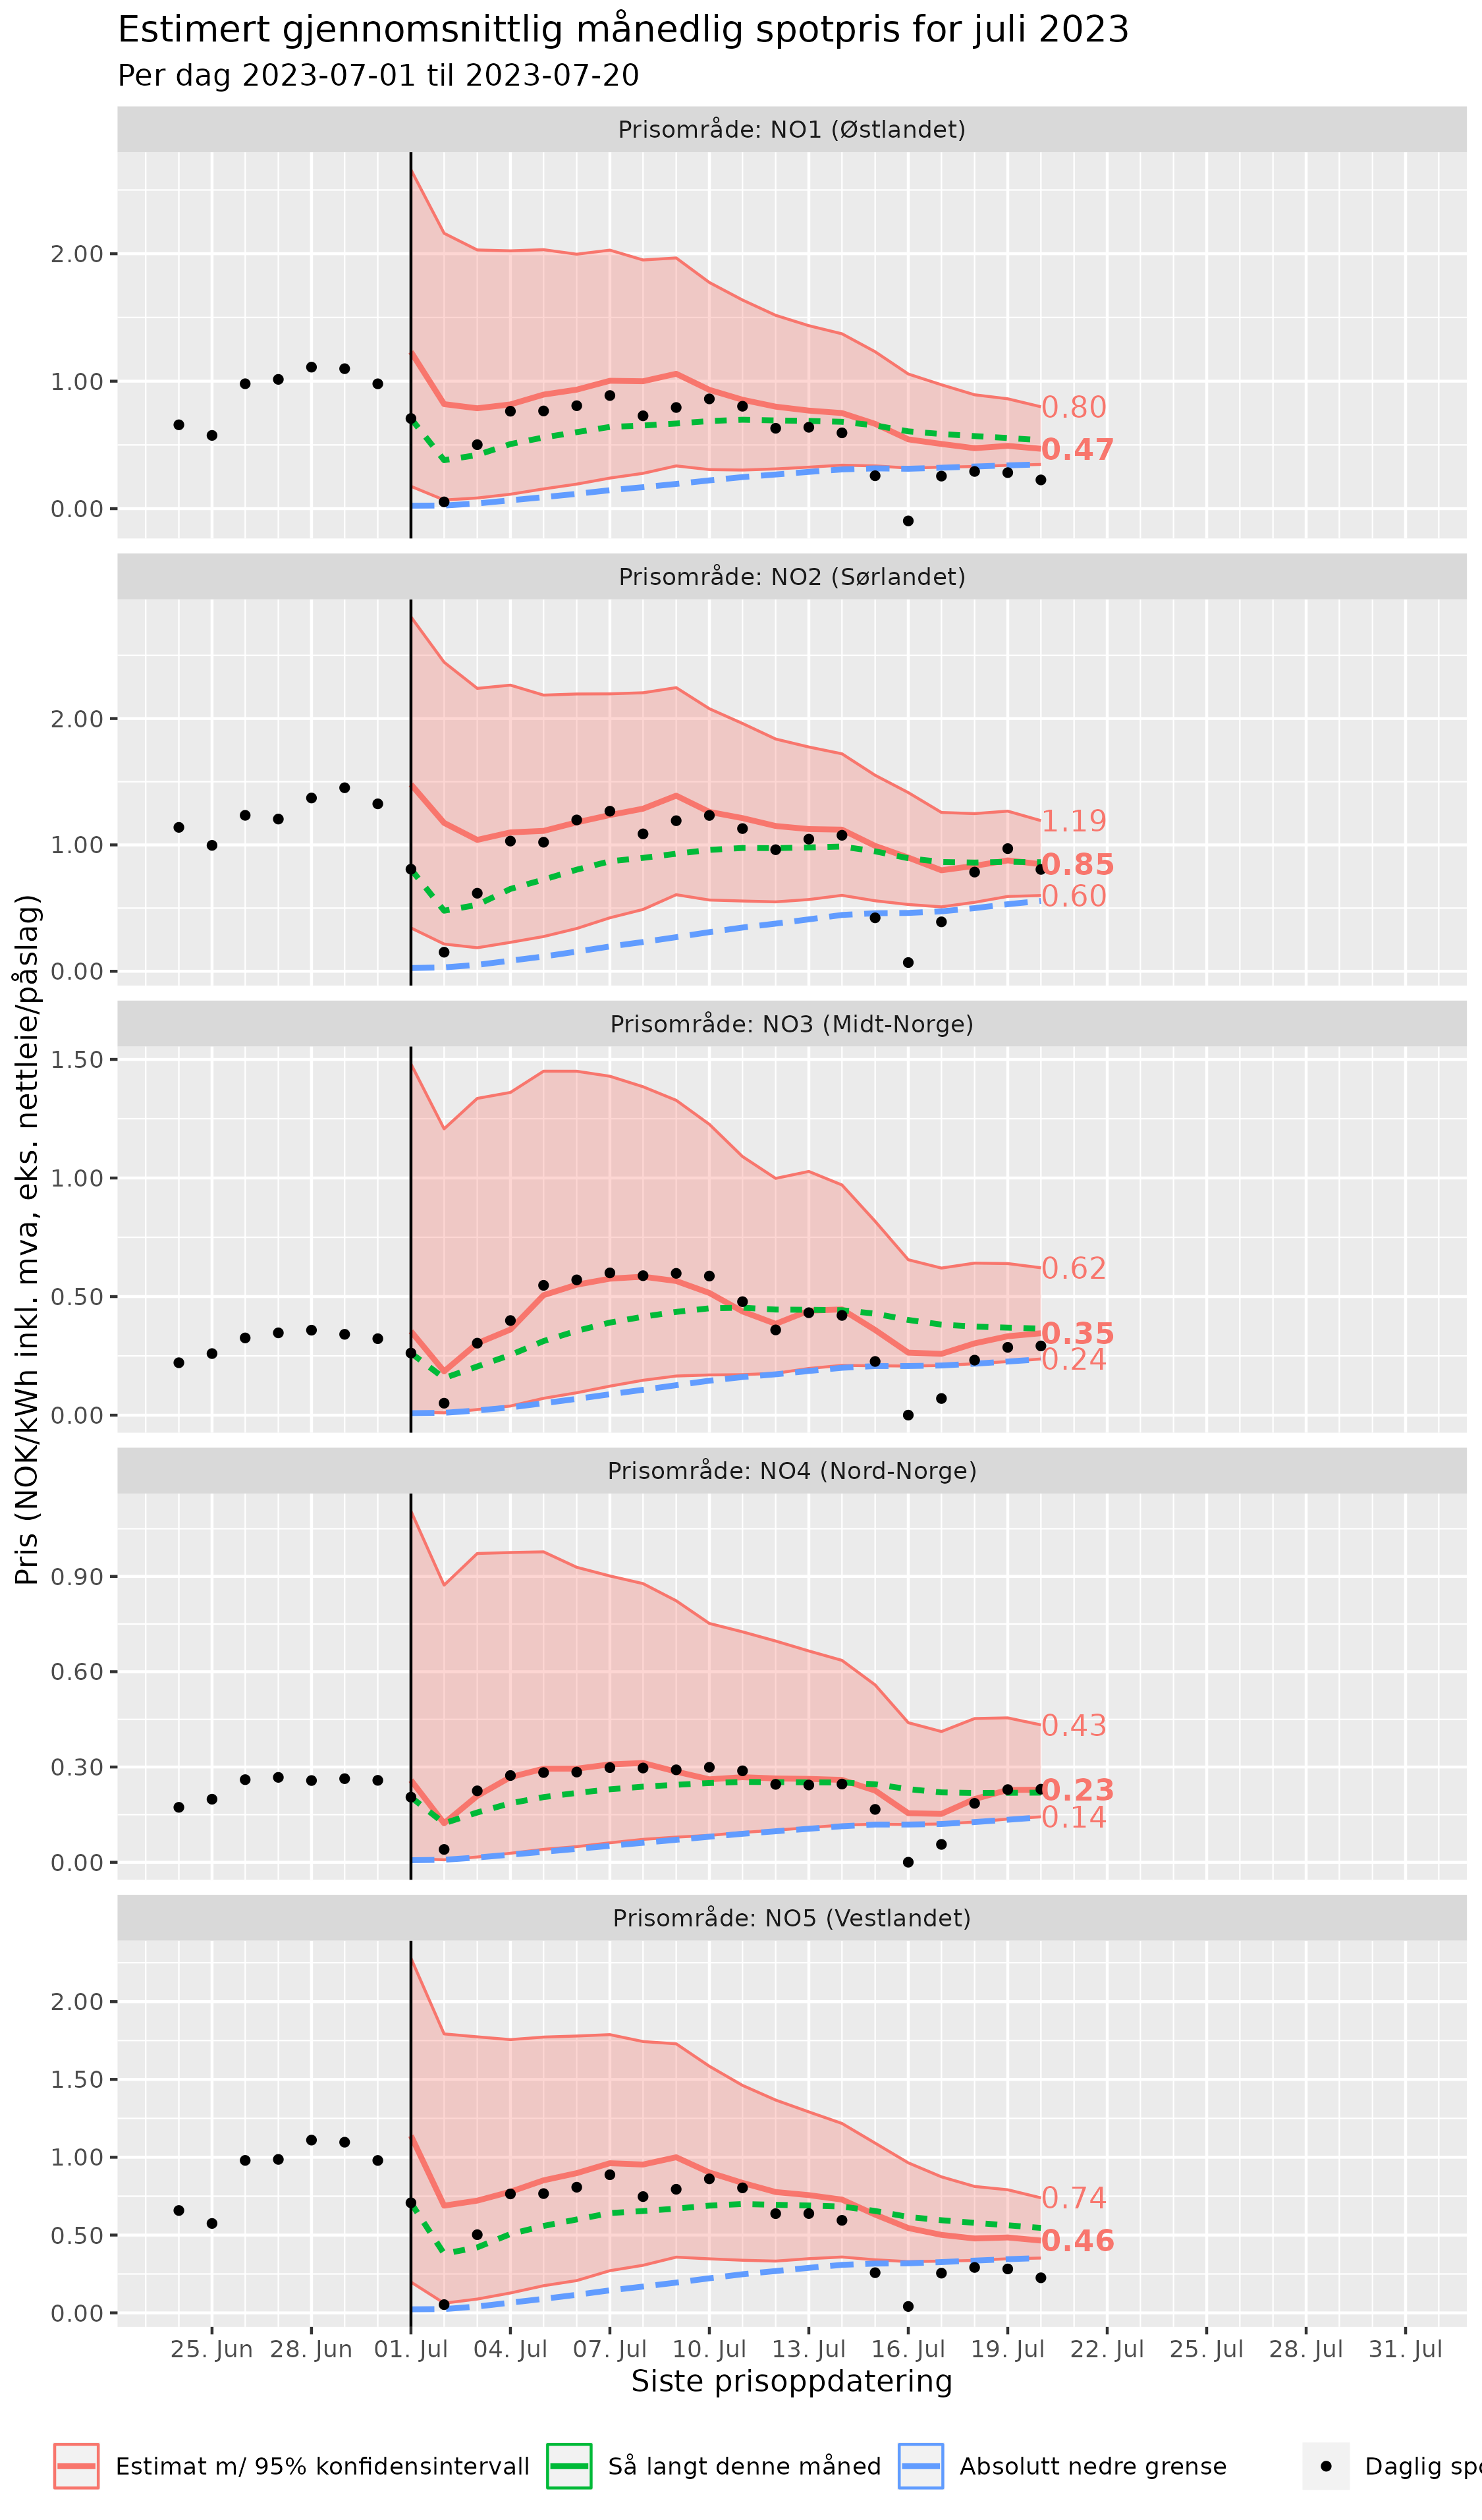 Estimert gjennomsnittlig månedlig spotpris for juli 2023
Per dag 2023-07-01 til 2023-07-20
Pris (NOK/kWh inkl. mva, eks. nettleie/påslag)
Prisområde: NO1 (Østlandet)
2.00
1.00
0.00
0.80
0.47
Prisområde: NO2 (Sørlandet)
2.00
1.00
0.00
1.19
0.85
0.60
Prisområde: NO3 (Midt-Norge)
1.50
1.00
0.50
0.00
0.62
0.35
0.24
Prisområde: NO4 (Nord-Norge)
0.90
0.60
0.30
0.00
0.43
0.23
0.14
Prisområde: NO5 (Vestlandet)
2.00
1.50
1.00
0.50
0.00
0.74
0.46
25. Jun 28. Jun 01. Jul 04. Jul 07. Jul 10. Jul 13. Jul 16. Jul 19. Jul 22. Jul 25. Jul 28. Jul 31. Jul
Siste prisoppdatering
Estimat m/ 95% konfidensintervall Så langt denne måned Absolutt nedre grense Daglig